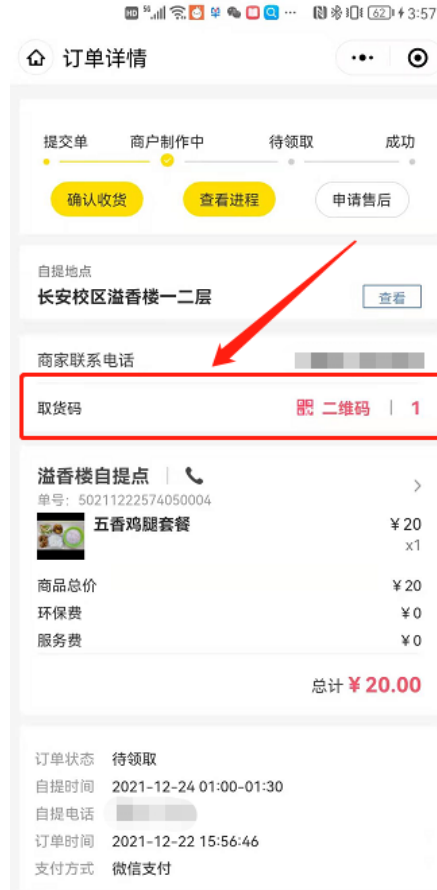 HD 5G 62 3:57
订单详情
提交单 商户制作中 待领取 成功
确认收货 查看进程 申请售后
自提地点
长安校区溢香楼一二层 查看
商家联系电话
取货码 二维码 | 1
溢香楼自提点
单号：50211222574050004
五香鸡腿套餐 ¥20
x1
商品总价 ¥20
环保费 ¥0
服务费 ¥0
总计 ¥20.00
订单状态 待领取
自提时间 2021-12-24 01:00-01:30
自提电话
订单时间 2021-12-22 15:56:46
支付方式 微信支付